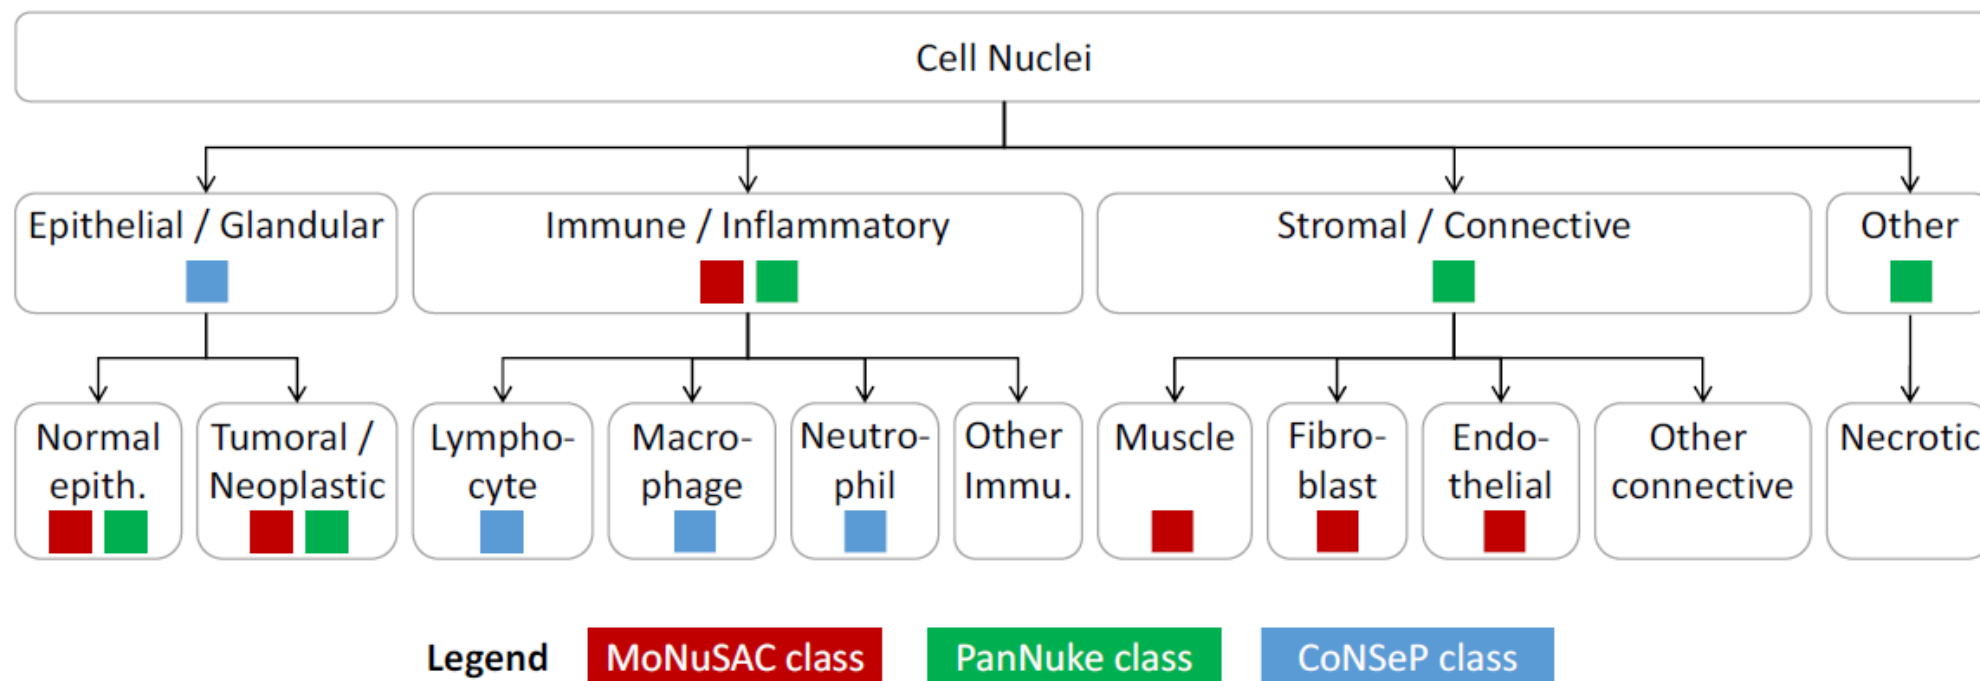 Cell Nuclei
Epithelial / Glandular
Immune / Inflammatory
Stromal / Connective
Other
Normal
epith.
Tumoral /
Neoplastic
Lympho-
cyte
Macro-
phage
Neutro-
phil
Other
Immu.
Muscle
Fibro-
blast
Endo-
thelial
Other
connective
Necrotic
Legend
MoNuSAC class
PanNuke class
CoNSeP class